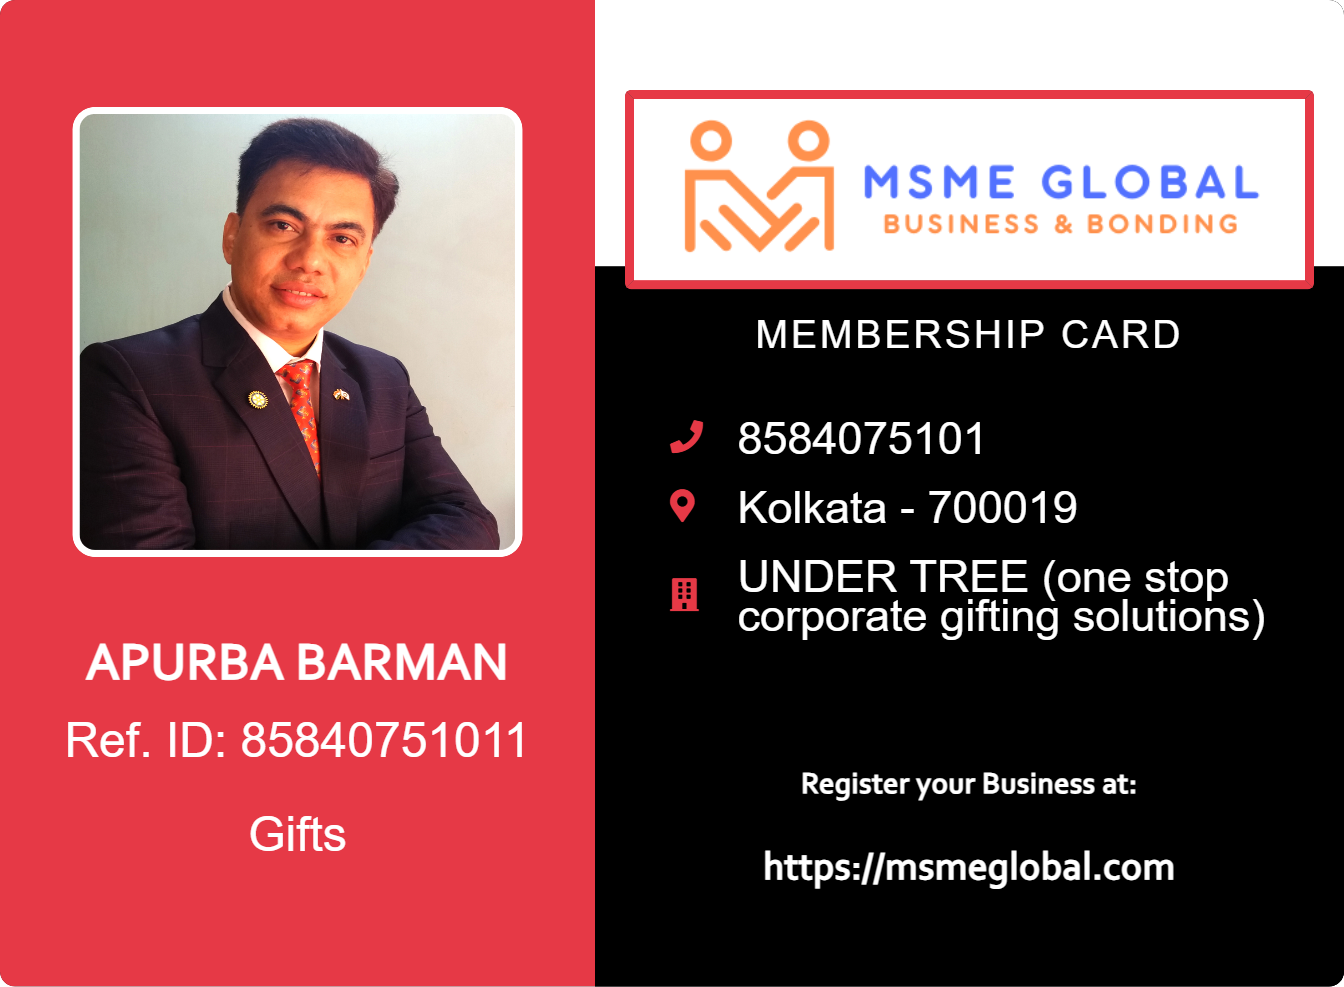 MSME GLOBAL
BUSINESS & BONDING
MEMBERSHIP CARD
8584075101
Kolkata - 700019
UNDER TREE (one stop
corporate gifting solutions)
APURBA BARMAN
Ref. ID: 85840751011
Gifts
Register your Business at:
https://msmeglobal.com